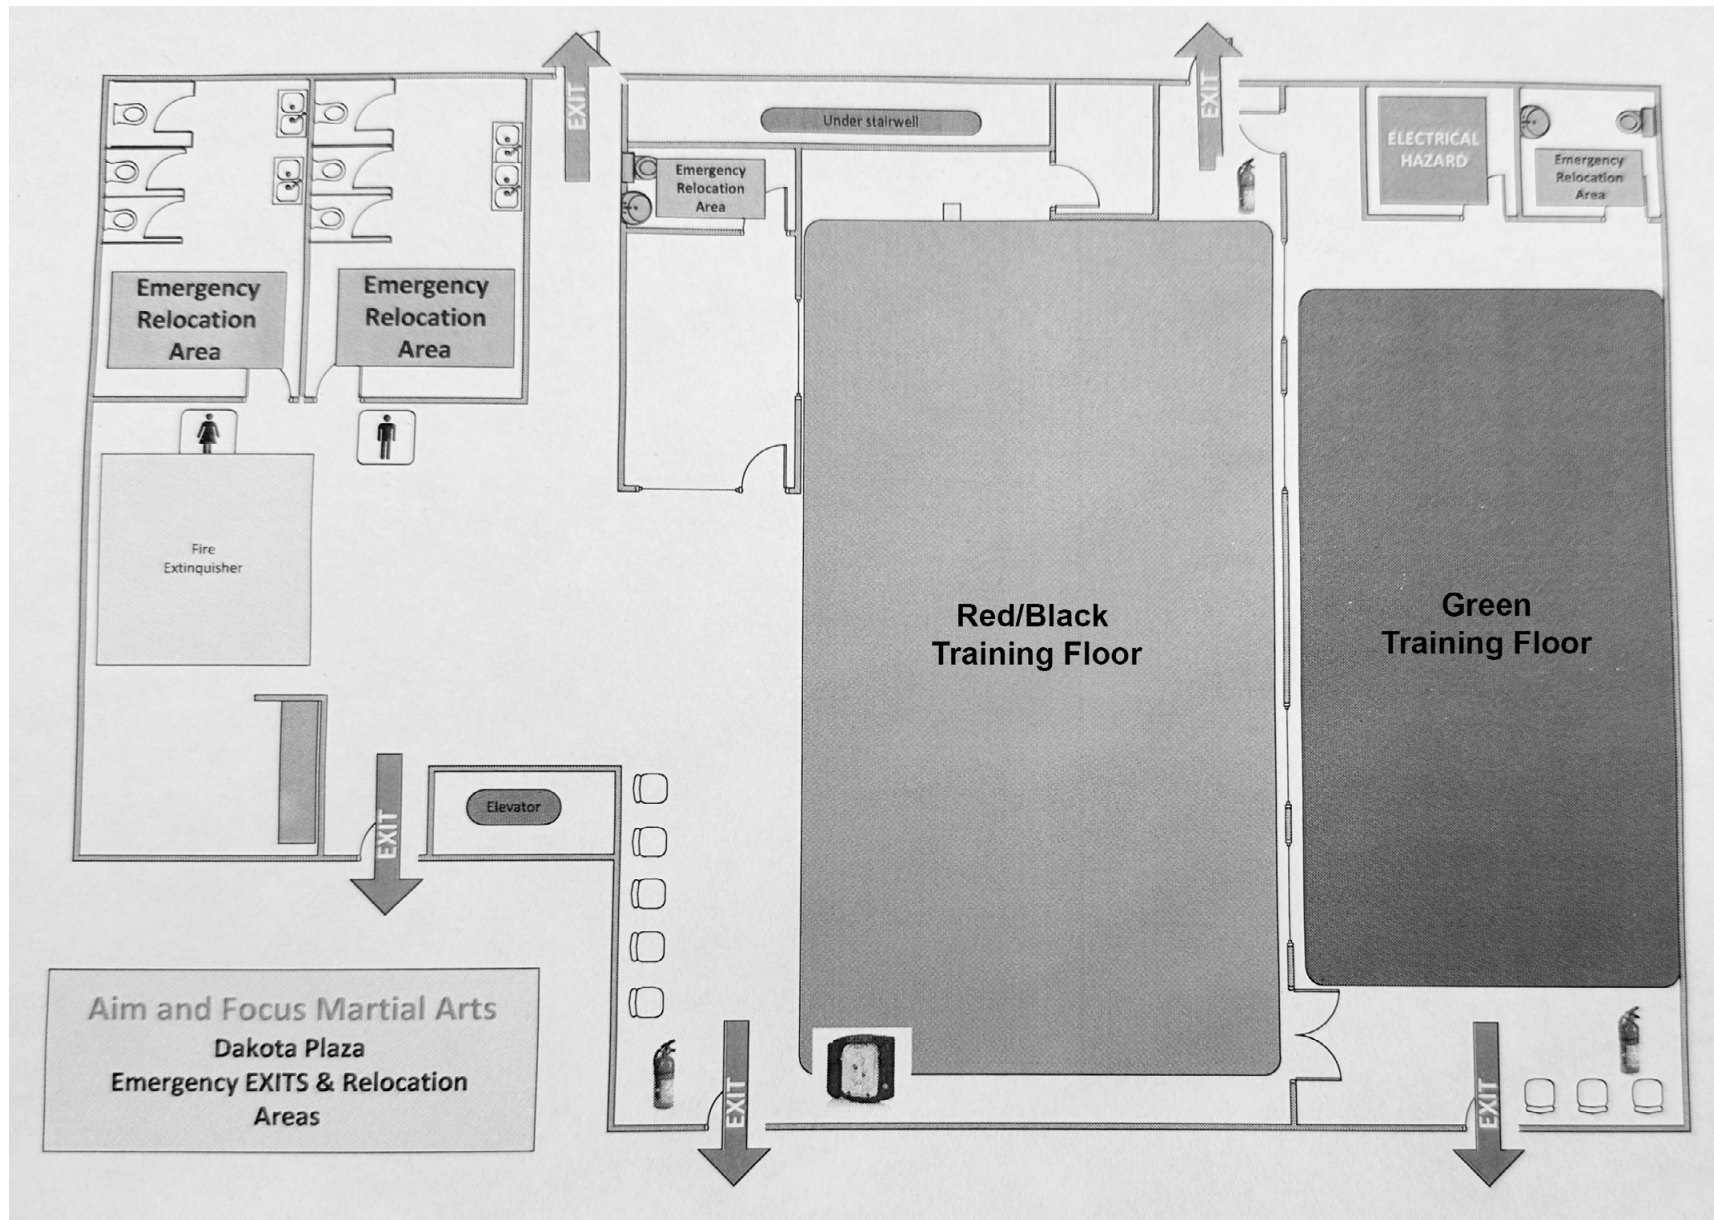 EXIT
EXIT
Under stairwell
ELECTRICAL
HAZARD
Emergency
Relocation
Area
Emergency
Relocation
Area
Emergency
Relocation
Area
Emergency
Relocation
Area
Fire
Extinguisher
Red/Black
Training Floor
Green
Training Floor
Elevator
EXIT
Aim and Focus Martial Arts
Dakota Plaza
Emergency EXITS & Relocation
Areas
EXIT
EXIT